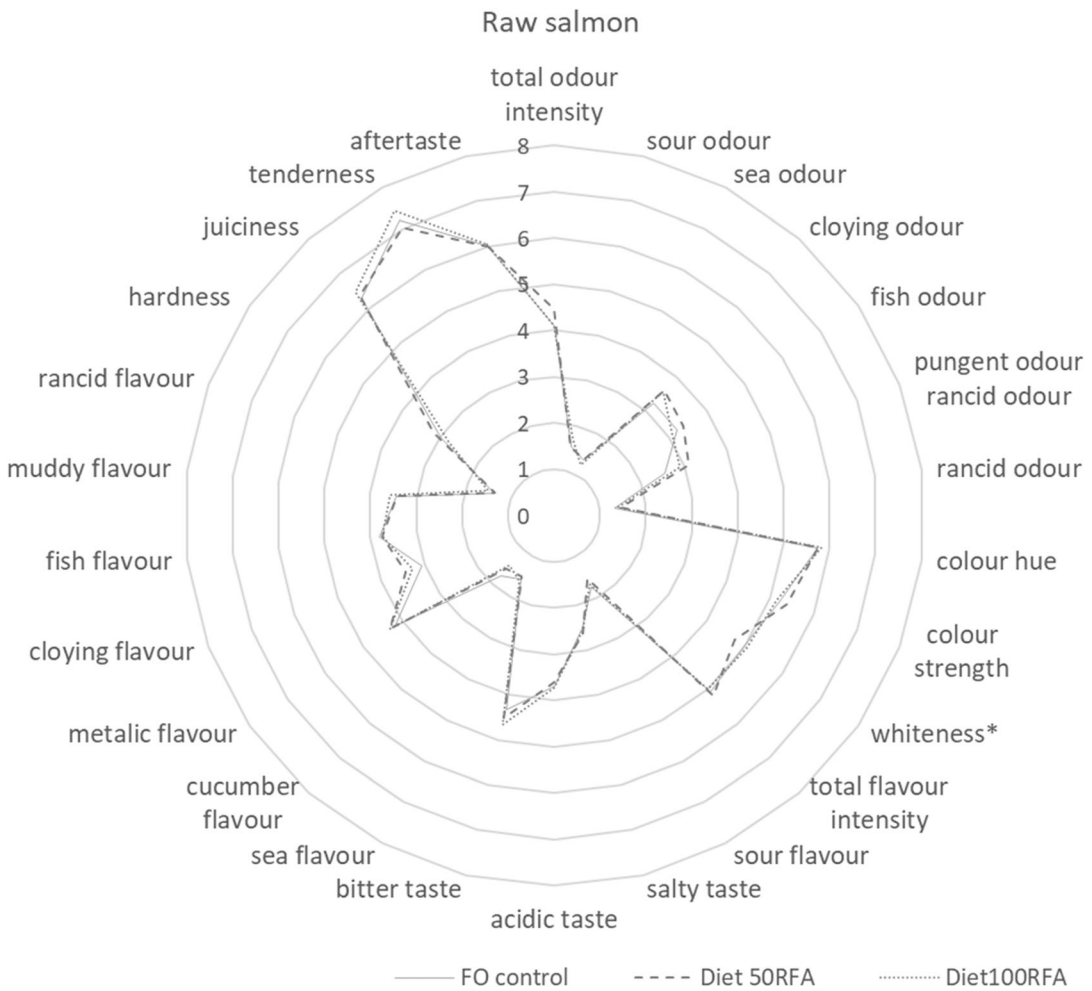 Raw salmon
total odour
intensity
sour odour
sea odour
cloying odour
fish odour
pungent odour
rancid odour
rancid odour
colour hue
colour
strength
whiteness*
total flavour
intensity
sour flavour
salty taste
acidic taste
bitter taste
sea flavour
cucumber
flavour
metalic flavour
cloying flavour
fish flavour
muddy flavour
rancid flavour
hardness
juiciness
tenderness
aftertaste
8
7
6
5
4
3
2
1
0
FO control
Diet 50RFA
Diet100RFA